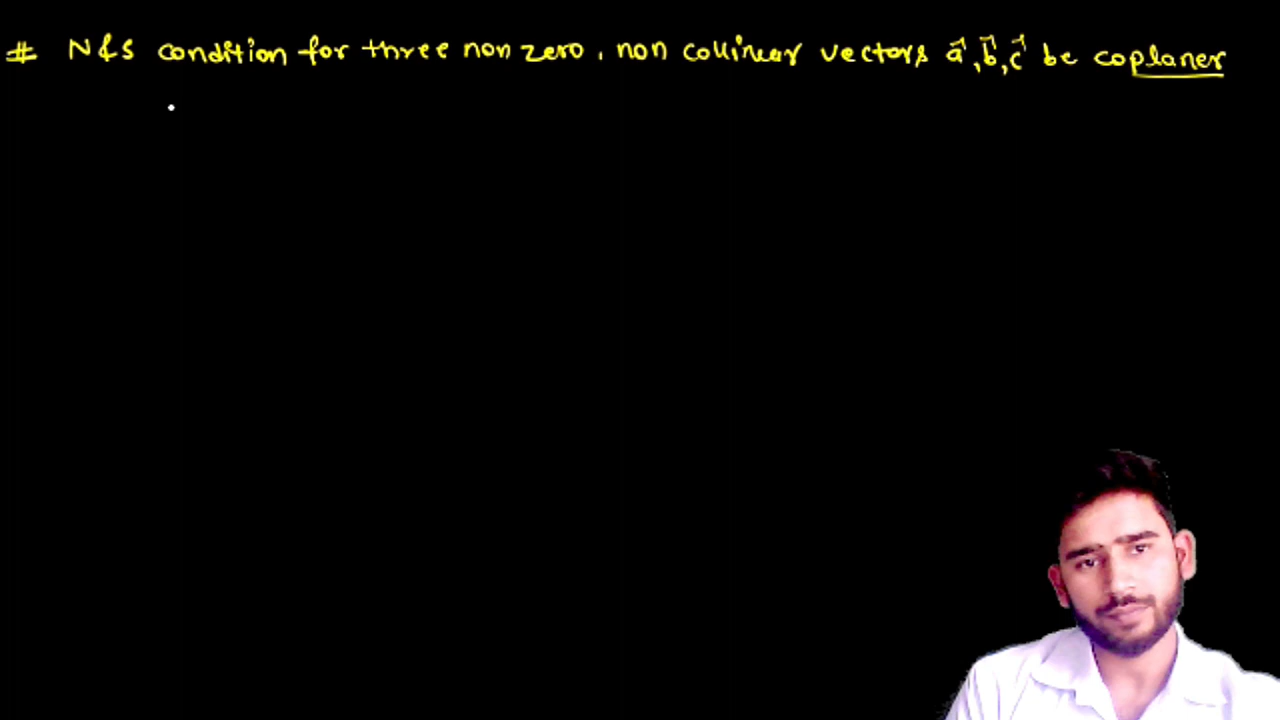 # N&S condition for three non zero, non collinear vectors a⃗, b⃗, c⃗ be coplaner